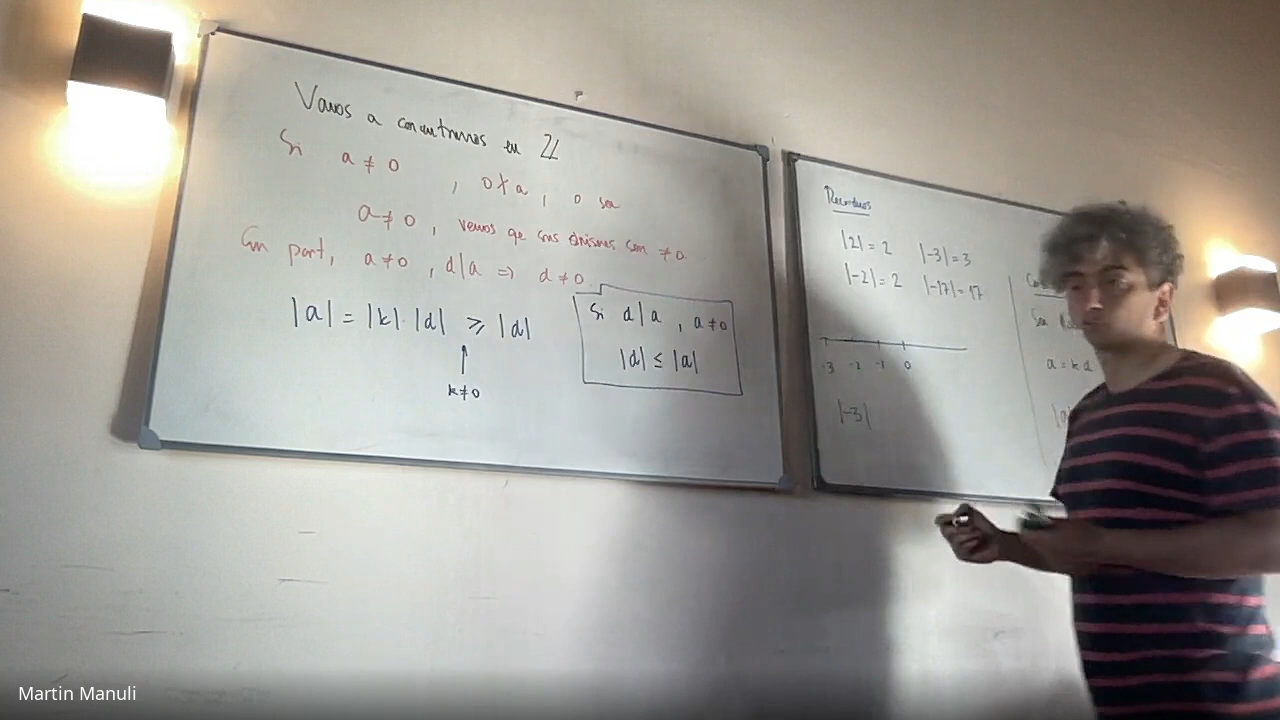 Vamos a concentrarnos en ℤ
Si a ≠ 0 , 0∤a , o sea
a ≠ 0 , vemos qe sus divisores son ≠ 0.
En part, a ≠ 0 , d|a => d ≠ 0.
|a| = |k|·|d| ⩾ |d|
↑
k≠0
Si d|a , a≠0
|d| ≤ |a|
Recordemos
|2| = 2 |-3| = 3
|-2| = 2 |-17| = 17
-3 -2 -1 0
|-3|
a = k d
Martin Manuli